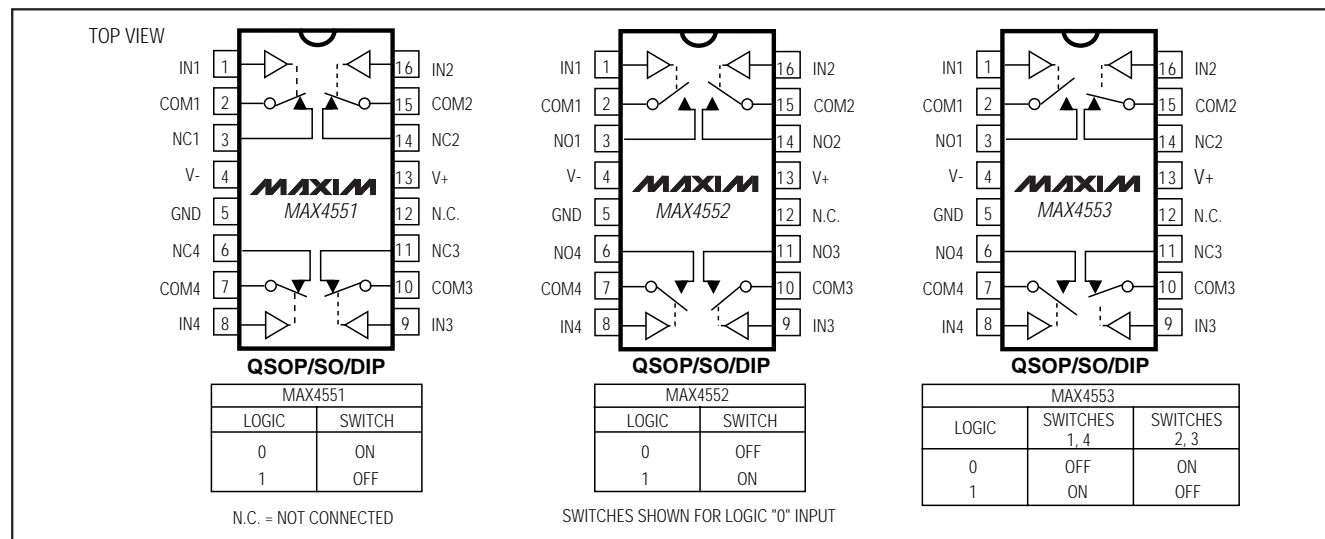 TOP VIEW
IN1 1 16 IN2
COM1 2 15 COM2
NC1 3 14 NC2
V- 4 13 V+
GND 5 12 N.C.
NC4 6 11 NC3
COM4 7 10 COM3
IN4 8 9 IN3
MAXIM
MAX4551
QSOP/SO/DIP
MAX4551
LOGIC SWITCH
0 ON
1 OFF
N.C. = NOT CONNECTED
IN1 1 16 IN2
COM1 2 15 COM2
NO1 3 14 NO2
V- 4 13 V+
GND 5 12 N.C.
NO4 6 11 NO3
COM4 7 10 COM3
IN4 8 9 IN3
MAXIM
MAX4552
QSOP/SO/DIP
MAX4552
LOGIC SWITCH
0 OFF
1 ON
SWITCHES SHOWN FOR LOGIC "0" INPUT
IN1 1 16 IN2
COM1 2 15 COM2
NO1 3 14 NC2
V- 4 13 V+
GND 5 12 N.C.
NO4 6 11 NC3
COM4 7 10 COM3
IN4 8 9 IN3
MAXIM
MAX4553
QSOP/SO/DIP
MAX4553
LOGIC SWITCHES 1, 4 SWITCHES 2, 3
0 OFF ON
1 ON OFF